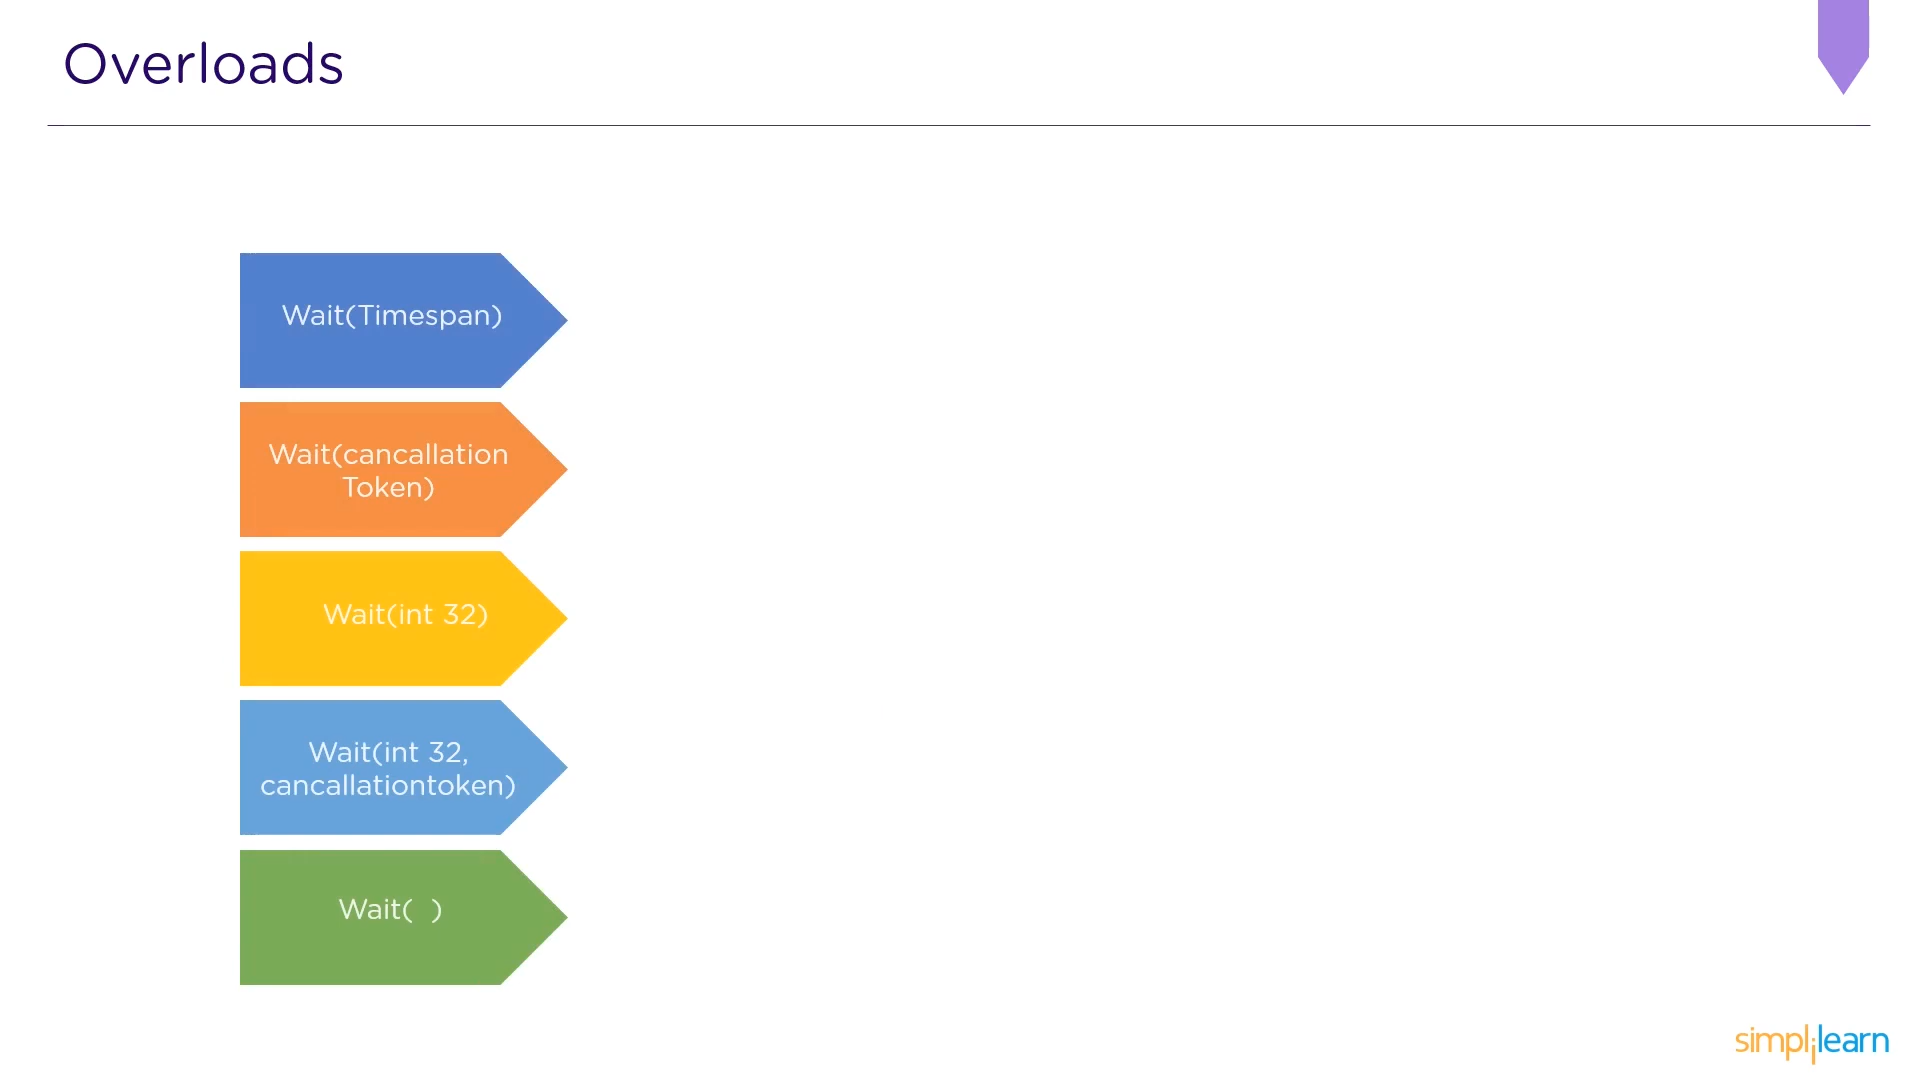 Overloads
Wait(Timespan)
Wait(cancallation
Token)
Wait(int 32)
Wait(int 32,
cancallationtoken)
Wait(  )
simplilearn